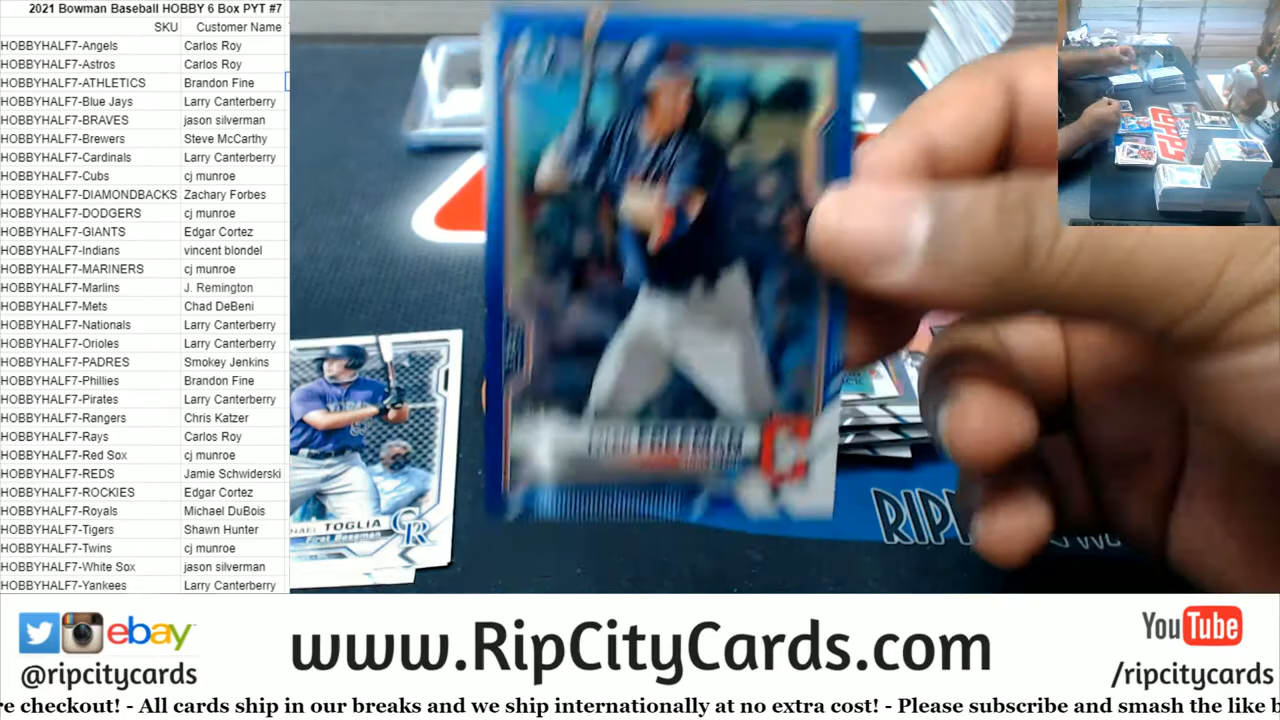 2021 Bowman Baseball HOBBY 6 Box PYT #7
SKU Customer Name
HOBBYHALF7-Angels Carlos Roy
HOBBYHALF7-Astros Carlos Roy
HOBBYHALF7-ATHLETICS Brandon Fine
HOBBYHALF7-Blue Jays Larry Canterberry
HOBBYHALF7-BRAVES jason silverman
HOBBYHALF7-Brewers Steve McCarthy
HOBBYHALF7-Cardinals Larry Canterberry
HOBBYHALF7-Cubs cj munroe
HOBBYHALF7-DIAMONDBACKS Zachary Forbes
HOBBYHALF7-DODGERS cj munroe
HOBBYHALF7-GIANTS Edgar Cortez
HOBBYHALF7-Indians vincent blondel
HOBBYHALF7-MARINERS cj munroe
HOBBYHALF7-Marlins J. Remington
HOBBYHALF7-Mets Chad DeBeni
HOBBYHALF7-Nationals Larry Canterberry
HOBBYHALF7-Orioles Larry Canterberry
HOBBYHALF7-PADRES Smokey Jenkins
HOBBYHALF7-Phillies Brandon Fine
HOBBYHALF7-Pirates Larry Canterberry
HOBBYHALF7-Rangers Chris Katzer
HOBBYHALF7-Rays Carlos Roy
HOBBYHALF7-Red Sox cj munroe
HOBBYHALF7-REDS Jamie Schwiderski
HOBBYHALF7-ROCKIES Edgar Cortez
HOBBYHALF7-Royals Michael DuBois
HOBBYHALF7-Tigers Shawn Hunter
HOBBYHALF7-Twins cj munroe
HOBBYHALF7-White Sox jason silverman
HOBBYHALF7-Yankees Larry Canterberry
C
TOGLIA
First Baseman
CR
RIP
ebay
@ripcitycards
www.RipCityCards.com
YouTube
/ripcitycards
re checkout! - All cards ship in our breaks and we ship internationally at no extra cost! - Please subscribe and smash the like b